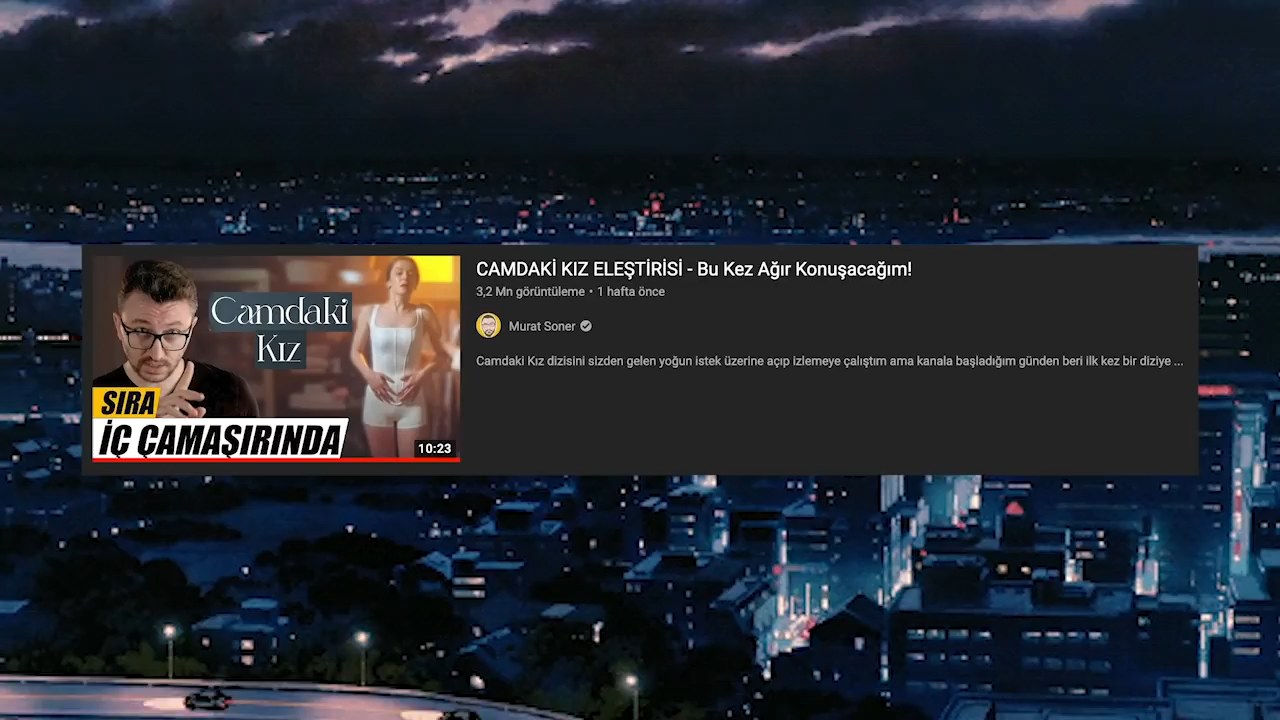 CAMDAKİ KIZ ELEŞTİRİSİ - Bu Kez Ağır Konuşacağım!
3,2 Mn görüntüleme • 1 hafta önce
Murat Soner
Camdaki Kız dizisini sizden gelen yoğun istek üzerine açıp izlemeye çalıştım ama kanala başladığım günden beri ilk kez bir diziye ...
Camdaki
Kız
SIRA
İÇ ÇAMAŞIRINDA
10:23